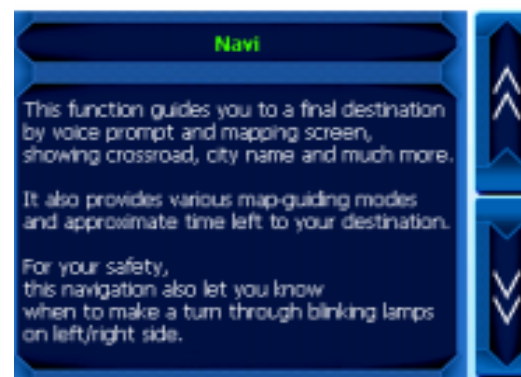 Navi
This function guides you to a final destination
by voice prompt and mapping screen,
showing crossroad, city name and much more.
It also provides various map-guiding modes
and approximate time left to your destination.
For your safety,
this navigation also let you know
when to make a turn through blinking lamps
on left/right side.